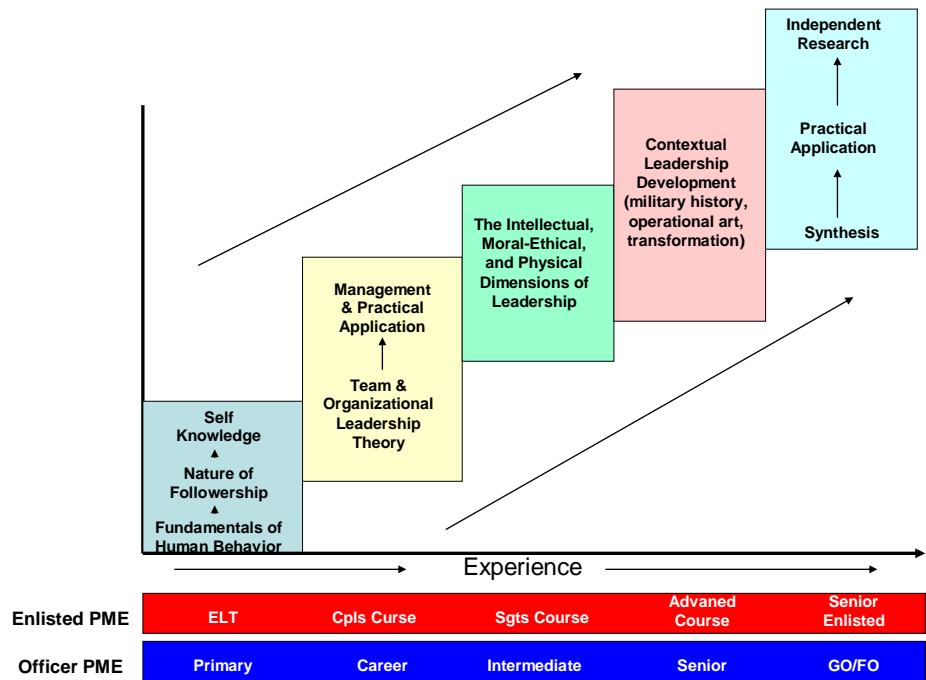 Self
Knowledge
Nature of
Followership
Fundamentals of
Human Behavior
Management
& Practical
Application
Team &
Organizational
Leadership
Theory
The Intellectual,
Moral-Ethical,
and Physical
Dimensions of
Leadership
Contextual
Leadership
Development
(military history,
operational art,
transformation)
Independent
Research
Practical
Application
Synthesis
Experience
Enlisted PME
ELT
Cpls Curse
Sgts Course
Advaned
Course
Senior
Enlisted
Officer PME
Primary
Career
Intermediate
Senior
GO/FO